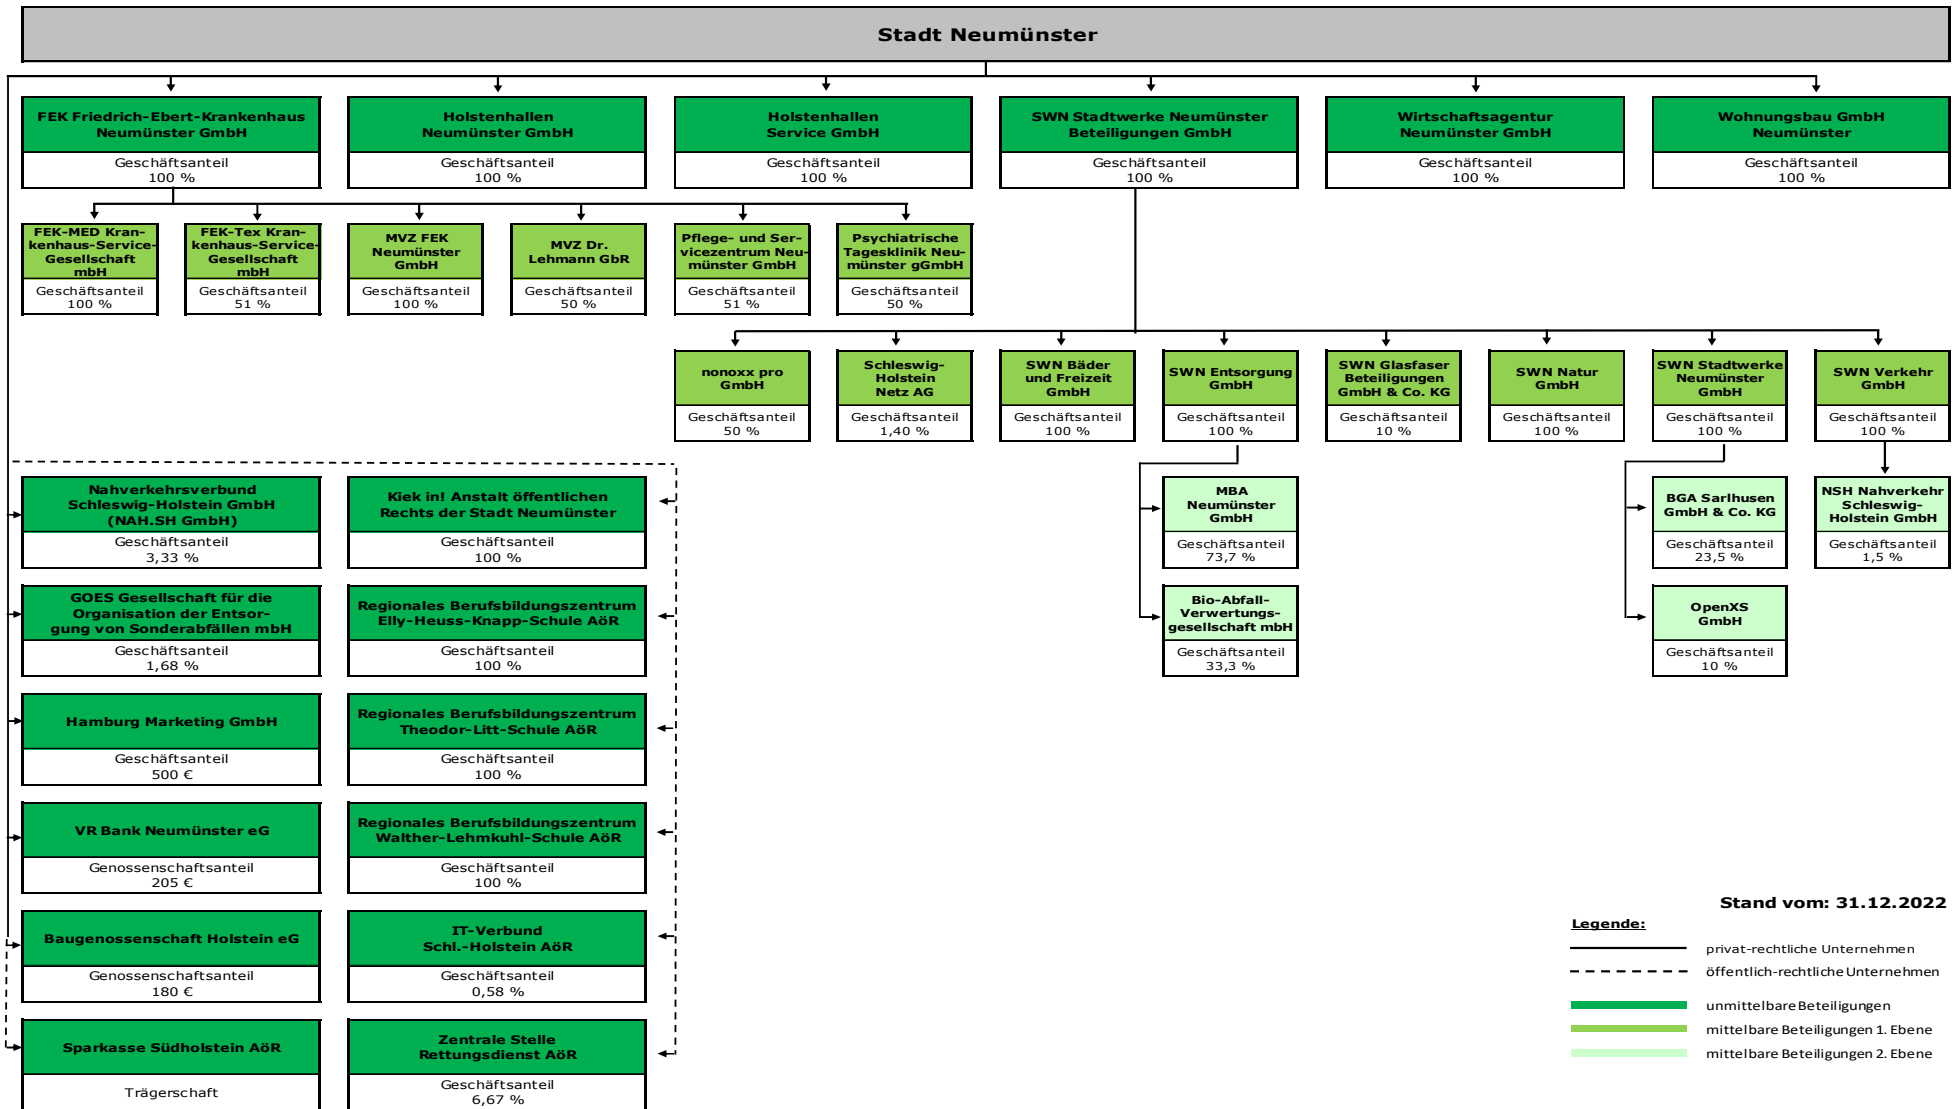 Stadt Neumünster
FEK Friedrich-Ebert-Krankenhaus
Neumünster GmbH
Geschäftsanteil
100 %
Holstenhallen
Neumünster GmbH
Geschäftsanteil
100 %
Holstenhallen
Service GmbH
Geschäftsanteil
100 %
SWN Stadtwerke Neumünster
Beteiligungen GmbH
Geschäftsanteil
100 %
Wirtschaftsagentur
Neumünster GmbH
Geschäftsanteil
100 %
Wohnungsbau GmbH
Neumünster
Geschäftsanteil
100 %
FEK-MED Kran-
kenhaus-Service-
Gesellschaft
mbH
Geschäftsanteil
100 %
FEK-Tex Kran-
kenhaus-Service-
Gesellschaft
mbH
Geschäftsanteil
51 %
MVZ FEK
Neumünster
GmbH
Geschäftsanteil
100 %
MVZ Dr.
Lehmann GbR
Geschäftsanteil
50 %
Pflege- und Ser-
vicezentrum Neu-
münster GmbH
Geschäftsanteil
51 %
Psychiatrische
Tagesklinik Neu-
münster gGmbH
Geschäftsanteil
50 %
nonoxx pro
GmbH
Geschäftsanteil
50 %
Schleswig-
Holstein
Netz AG
Geschäftsanteil
1,40 %
SWN Bäder
und Freizeit
GmbH
Geschäftsanteil
100 %
SWN Entsorgung
GmbH
Geschäftsanteil
100 %
SWN Glasfaser
Beteiligungen
GmbH & Co. KG
Geschäftsanteil
10 %
SWN Natur
GmbH
Geschäftsanteil
100 %
SWN Stadtwerke
Neumünster
GmbH
Geschäftsanteil
100 %
SWN Verkehr
GmbH
Geschäftsanteil
100 %
Nahverkehrsverbund
Schleswig-Holstein GmbH
(NAH.SH GmbH)
Geschäftsanteil
3,33 %
Kiek in! Anstalt öffentlichen
Rechts der Stadt Neumünster
Geschäftsanteil
100 %
MBA
Neumünster
GmbH
Geschäftsanteil
73,7 %
BGA Sarlhusen
GmbH & Co. KG
Geschäftsanteil
23,5 %
NSH Nahverkehr
Schleswig-
Holstein GmbH
Geschäftsanteil
1,5 %
GOES Gesellschaft für die
Organisation der Entsor-
gung von Sonderabfällen mbH
Geschäftsanteil
1,68 %
Regionales Berufsbildungszentrum
Elly-Heuss-Knapp-Schule AöR
Geschäftsanteil
100 %
Bio-Abfall-
Verwertungs-
gesellschaft mbH
Geschäftsanteil
33,3 %
OpenXS
GmbH
Geschäftsanteil
10 %
Hamburg Marketing GmbH
Geschäftsanteil
500 €
Regionales Berufsbildungszentrum
Theodor-Litt-Schule AöR
Geschäftsanteil
100 %
VR Bank Neumünster eG
Genossenschaftsanteil
205 €
Regionales Berufsbildungszentrum
Walther-Lehmkuhl-Schule AöR
Geschäftsanteil
100 %
Baugenossenschaft Holstein eG
Genossenschaftsanteil
180 €
IT-Verbund
Schl.-Holstein AöR
Geschäftsanteil
0,58 %
Sparkasse Südholstein AöR
Trägerschaft
Zentrale Stelle
Rettungsdienst AöR
Geschäftsanteil
6,67 %
Stand vom: 31.12.2022
Legende:
privat-rechtliche Unternehmen
öffentlich-rechtliche Unternehmen
unmittelbare Beteiligungen
mittelbare Beteiligungen 1. Ebene
mittelbare Beteiligungen 2. Ebene